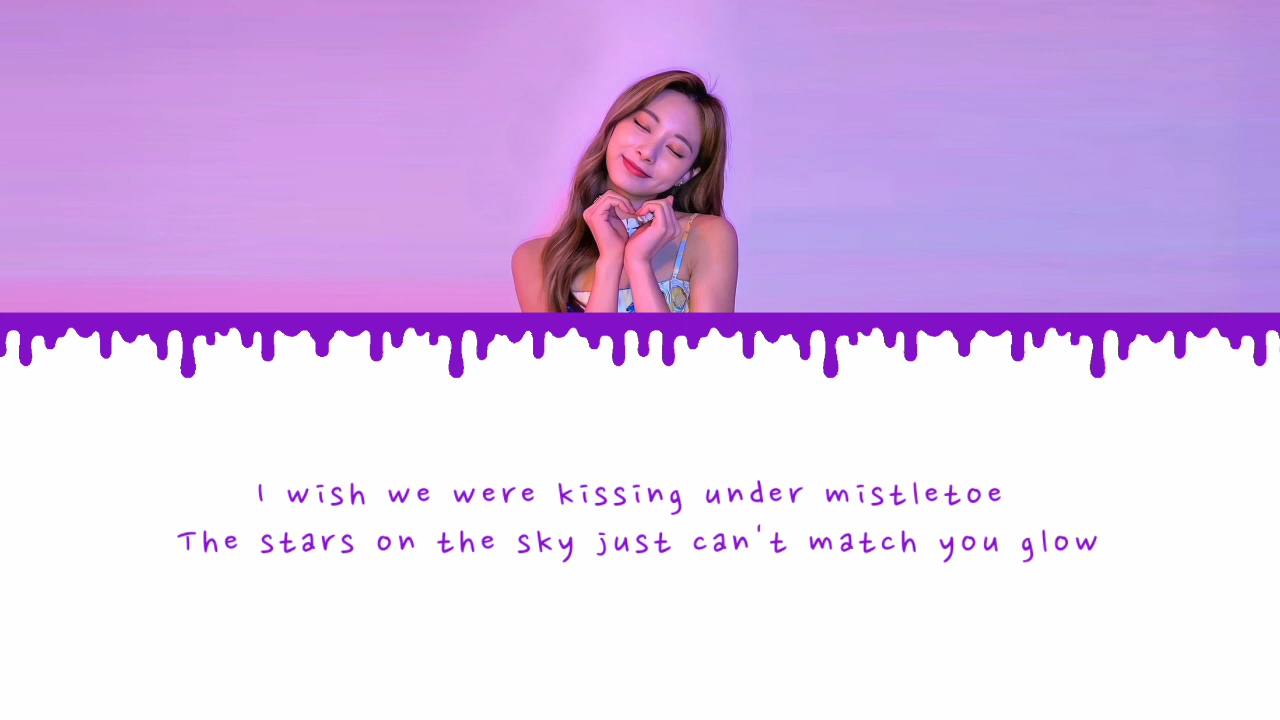 I wish we were kissing under mistletoe
The stars on the sky just can't match you glow